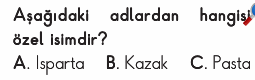 Aşağıdaki adlardan hangisi
özel isimdir?
A. Isparta B. Kazak C. Pasta